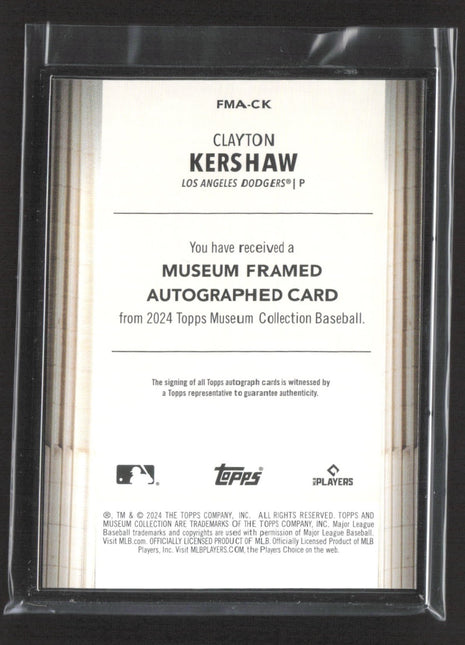 FMA-CK
CLAYTON
KERSHAW
LOS ANGELES DODGERS® | P
You have received a
MUSEUM FRAMED
AUTOGRAPHED CARD
from 2024 Topps Museum Collection Baseball.
The signing of all Topps autograph cards is witnessed by
a Topps representative to guarantee authenticity.
topps PLAYERS
®, TM & © 2024 THE TOPPS COMPANY, INC. ALL RIGHTS RESERVED. TOPPS AND
MUSEUM COLLECTION ARE TRADEMARKS OF THE TOPPS COMPANY, INC. Major League
Baseball trademarks and copyrights are used with permission of Major League Baseball.
Visit MLB.com. OFFICIALLY LICENSED PRODUCT OF MLB. Officially Licensed Product of MLB
Players, Inc. Visit MLBPLAYERS.COM, the Players Choice on the web.